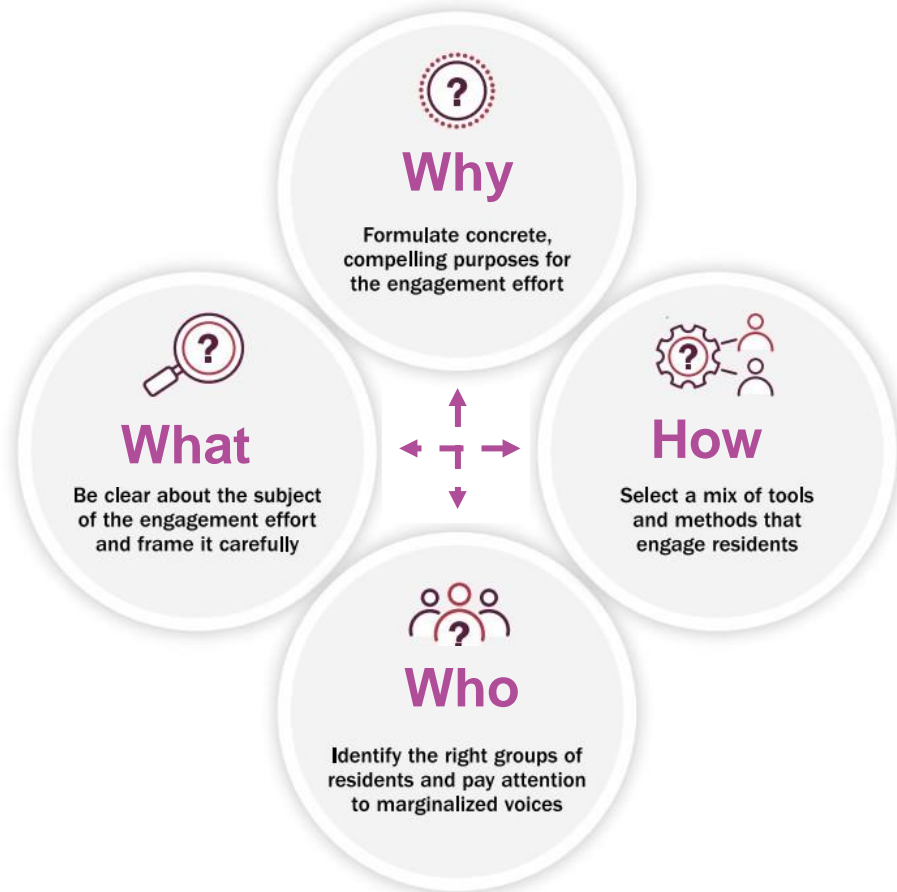 ?
Why
Formulate concrete,
compelling purposes for
the engagement effort
?
What
Be clear about the subject
of the engagement effort
and frame it carefully
?
How
Select a mix of tools
and methods that
engage residents
?
Who
Identify the right groups of
residents and pay attention
to marginalized voices